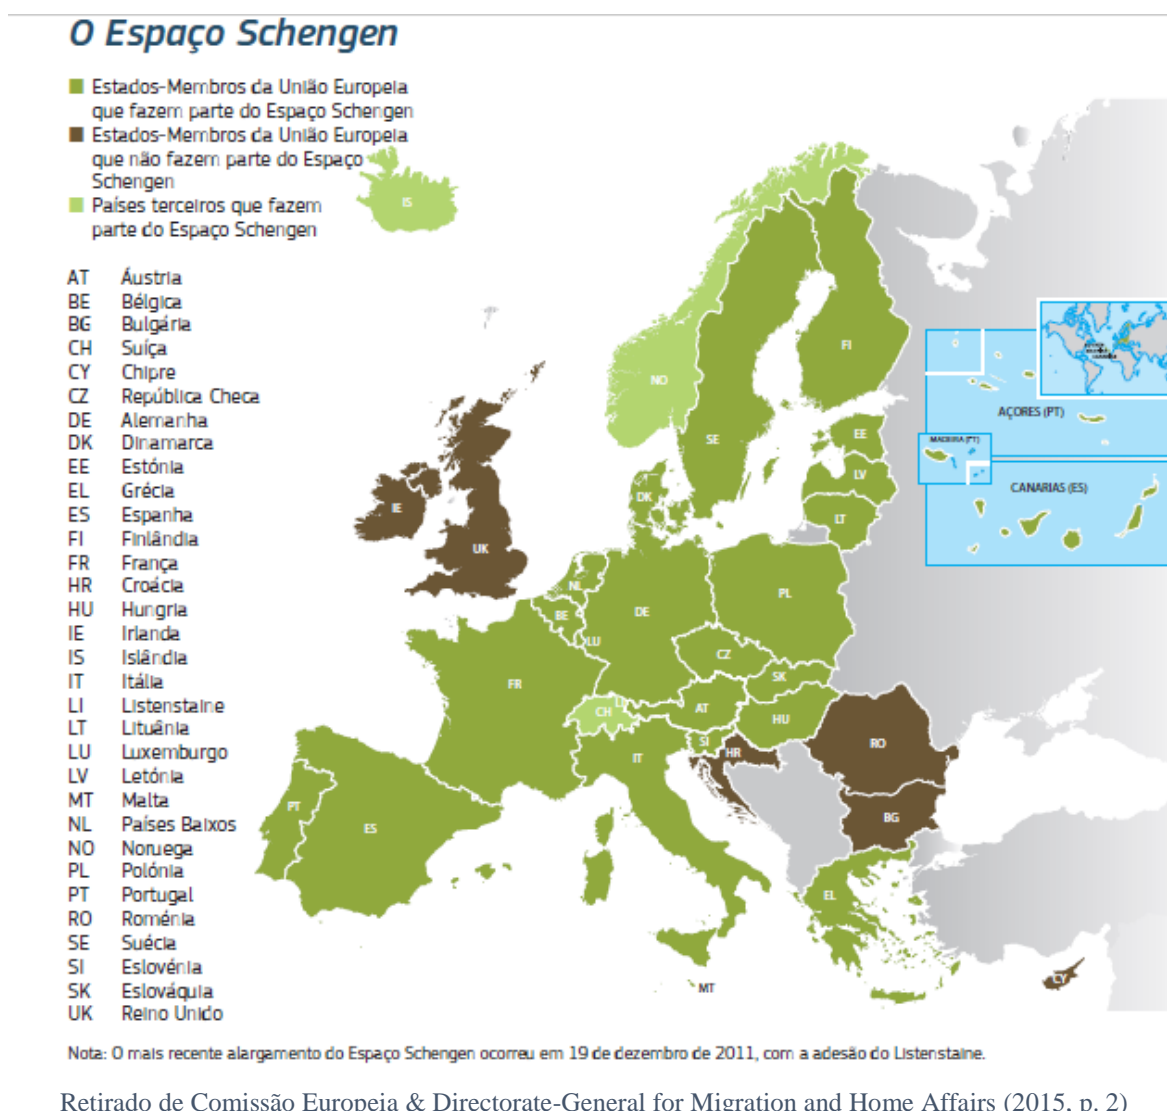 O Espaço Schengen
Estados-Membros da União Europeia
que fazem parte do Espaço Schengen
Estados-Membros da União Europeia
que não fazem parte do Espaço
Schengen
Países terceiros que fazem
parte do Espaço Schengen
AT Áustria
BE Bélgica
BG Bulgária
CH Suíça
CY Chipre
CZ República Checa
DE Alemanha
DK Dinamarca
EE Estónia
EL Grécia
ES Espanha
FI Finlândia
FR França
HR Croácia
HU Hungria
IE Irlanda
IS Islândia
IT Itália
LI Listenstaine
LT Lituânia
LU Luxemburgo
LV Letónia
MT Malta
NL Países Baixos
NO Noruega
PL Polónia
PT Portugal
RO Roménia
SE Suécia
SI Eslovénia
SK Eslováquia
UK Reino Unido
IS
NO
FI
SE
EE
LV
LT
DK
IE
UK
NL
BE
LU
DE
PL
CZ
SK
FR
CH
LI
AT
HU
SI
HR
IT
RO
BG
PT
ES
EL
MT
CY
AÇORES (PT)
MADEIRA (PT)
CANARIAS (ES)
Nota: O mais recente alargamento do Espaço Schengen ocorreu em 19 de dezembro de 2011, com a adesão do Listenstaine.
Retirado de Comissão Europeia & Directorate-General for Migration and Home Affairs (2015, p. 2)